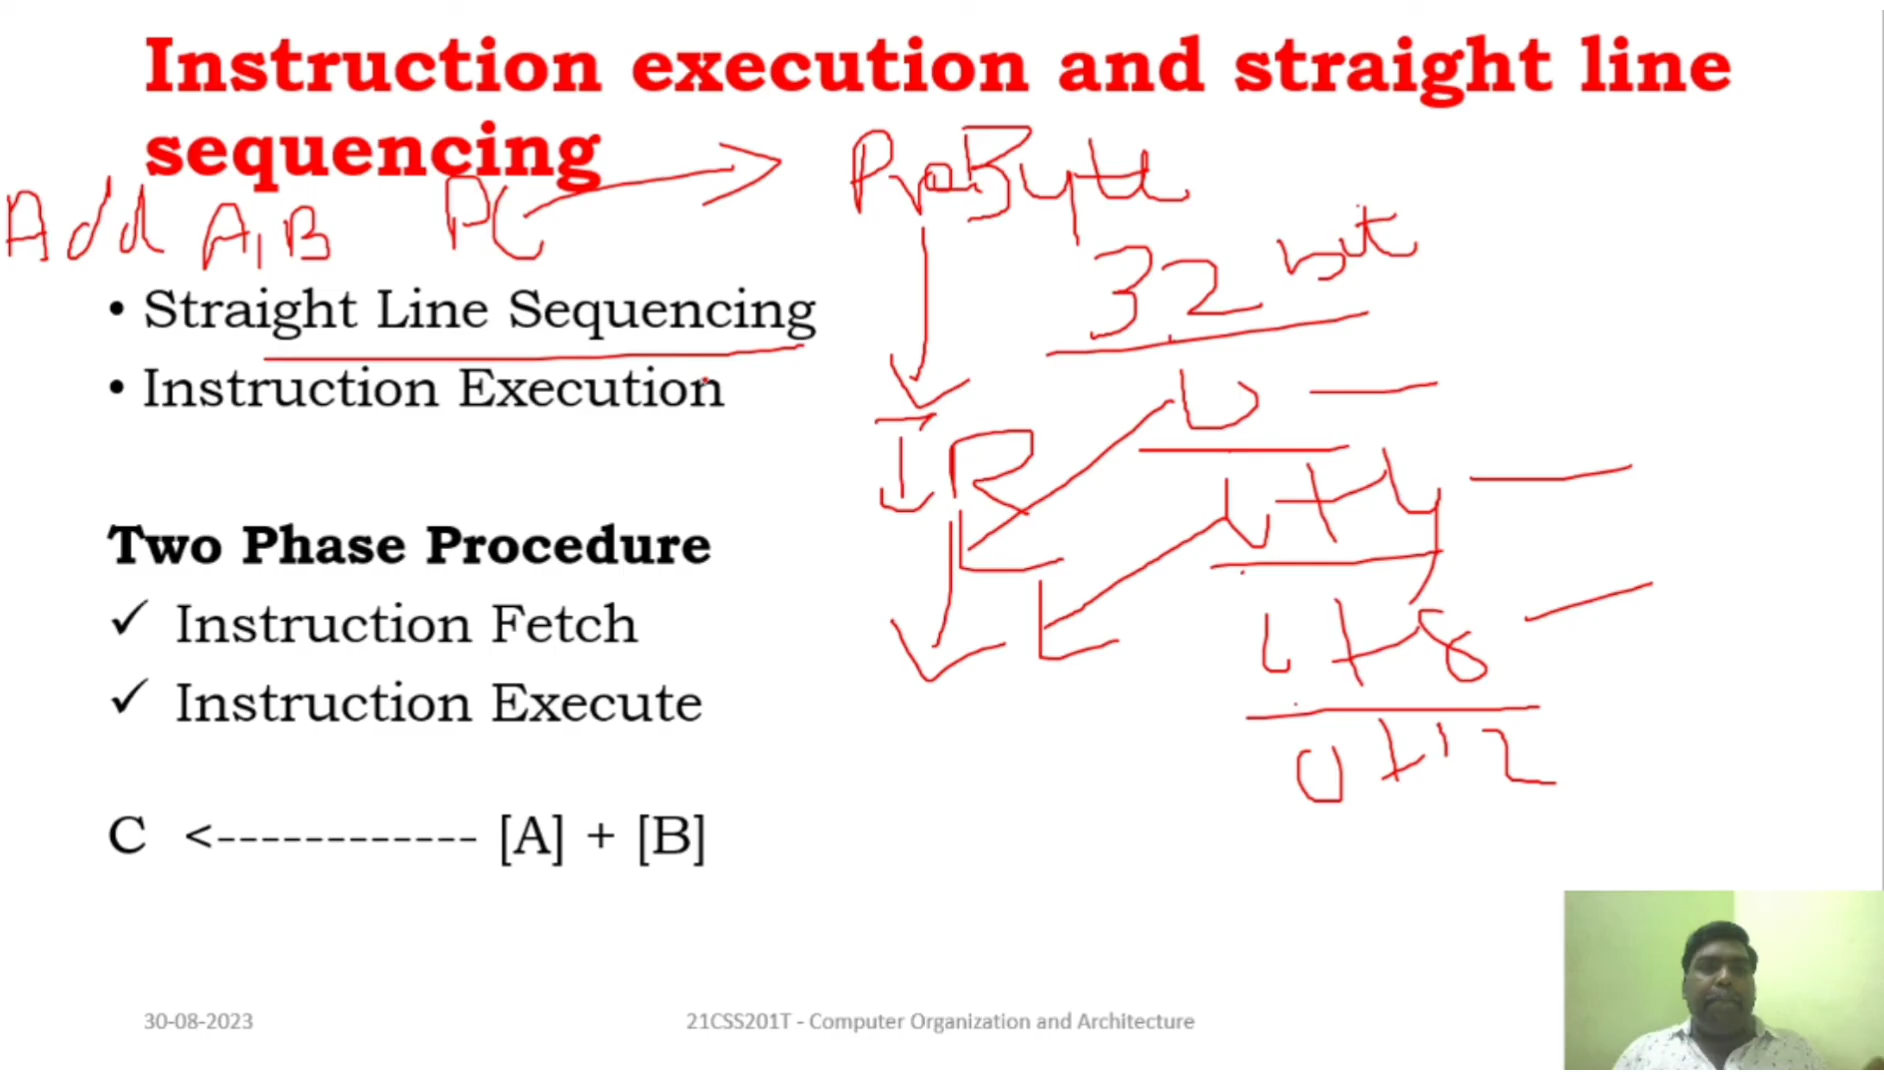 Instruction execution and straight line
sequencing
Add A, B PC
Byte
32 bit
• Straight Line Sequencing
• Instruction Execution
IR
i
i+4
i+8
i+12
Two Phase Procedure
✓ Instruction Fetch
✓ Instruction Execute
C <------------ [A] + [B]
30-08-2023
21CSS201T - Computer Organization and Architecture